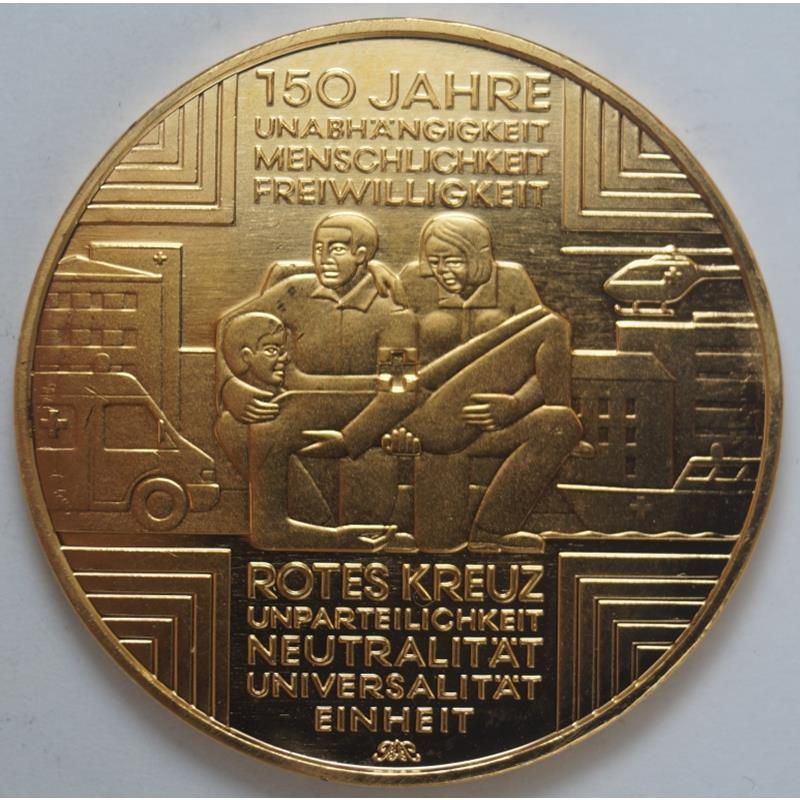 150 JAHRE
UNABHÄNGIGKEIT
MENSCHLICHKEIT
FREIWILLIGKEIT
ROTES KREUZ
UNPARTEILICHKEIT
NEUTRALITÄT
UNIVERSALITÄT
EINHEIT